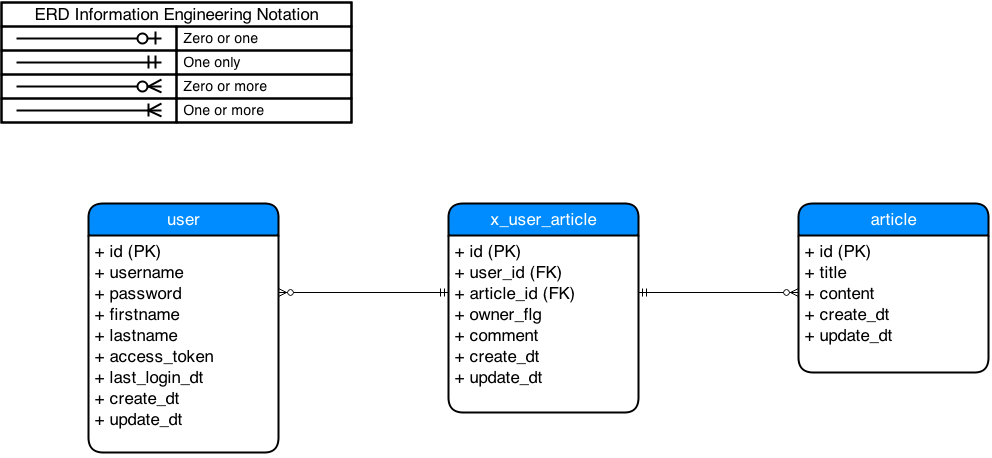 ERD Information Engineering Notation
Zero or one
One only
Zero or more
One or more
user
+ id (PK)
+ username
+ password
+ firstname
+ lastname
+ access_token
+ last_login_dt
+ create_dt
+ update_dt
x_user_article
+ id (PK)
+ user_id (FK)
+ article_id (FK)
+ owner_flg
+ comment
+ create_dt
+ update_dt
article
+ id (PK)
+ title
+ content
+ create_dt
+ update_dt